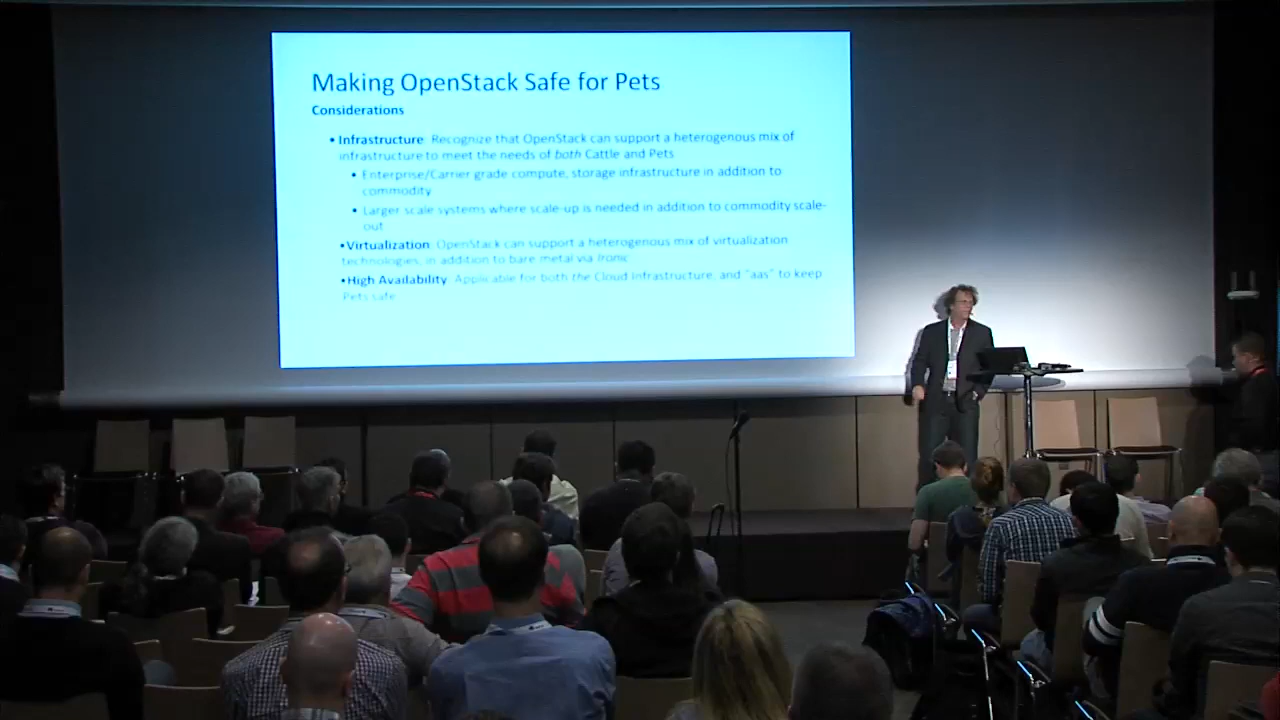 Making OpenStack Safe for Pets
Considerations
• Infrastructure: Recognize that OpenStack can support a heterogenous mix of
infrastructure to meet the needs of both Cattle and Pets
• Enterprise/Carrier grade compute, storage infrastructure in addition to
commodity
• Larger scale systems where scale-up is needed in addition to commodity scale-
out
•Virtualization: OpenStack can support a heterogenous mix of virtualization
technologies, in addition to bare metal via Ironic
•High Availability: Applicable for both the Cloud Infrastructure, and "aas" to keep
Pets safe